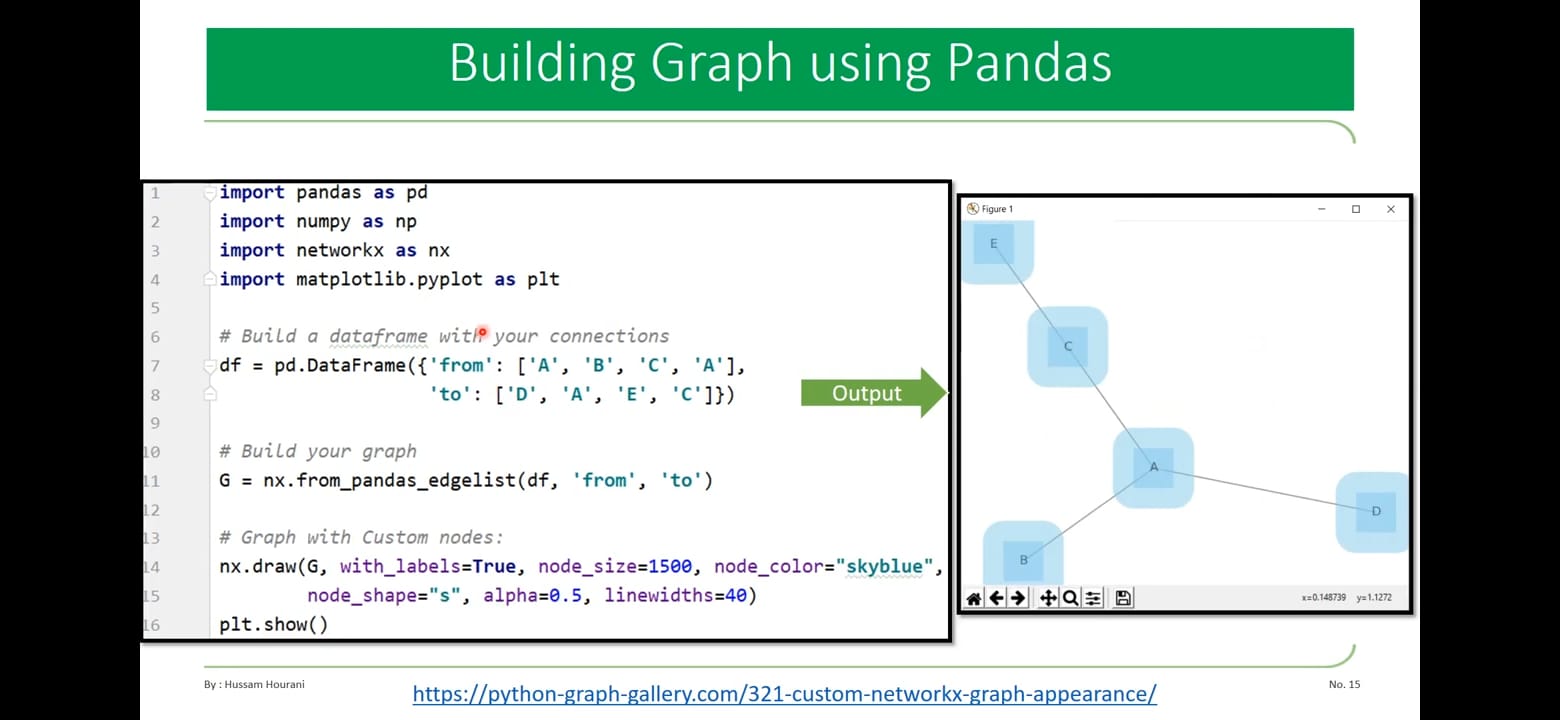 Building Graph using Pandas
1 import pandas as pd
2 import numpy as np
3 import networkx as nx
4 import matplotlib.pyplot as plt
5
6 # Build a dataframe with your connections
7 df = pd.DataFrame({'from': ['A', 'B', 'C', 'A'],
8 'to': ['D', 'A', 'E', 'C']})
9
10 # Build your graph
11 G = nx.from_pandas_edgelist(df, 'from', 'to')
12
13 # Graph with Custom nodes:
14 nx.draw(G, with_labels=True, node_size=1500, node_color="skyblue",
15 node_shape="s", alpha=0.5, linewidths=40)
16 plt.show()
Output
Figure 1
E
C
A
D
B
x=0.148739 y=1.1272
By : Hussam Hourani
https://python-graph-gallery.com/321-custom-networkx-graph-appearance/
No. 15